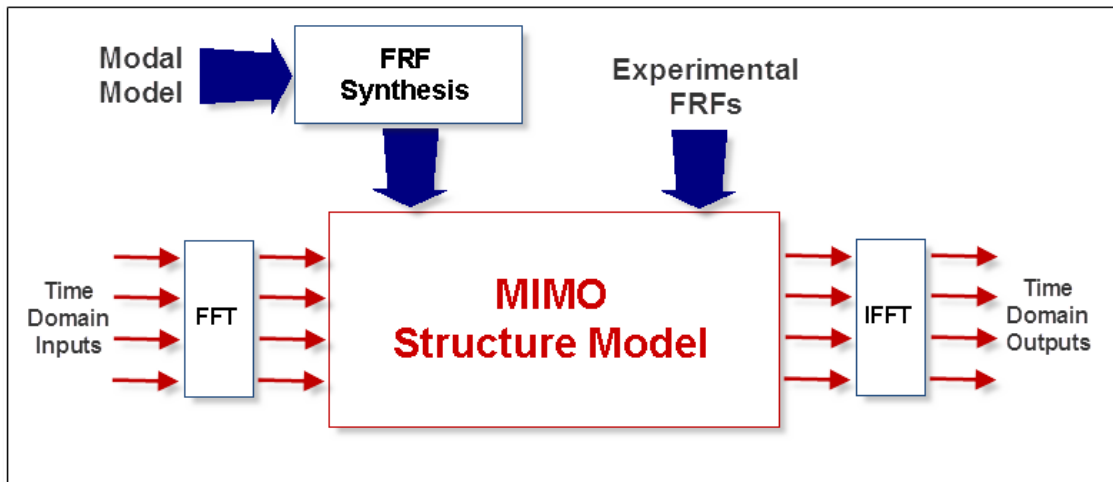 Modal
Model
FRF
Synthesis
Experimental
FRFs
Time
Domain
Inputs
FFT
MIMO
Structure Model
IFFT
Time
Domain
Outputs